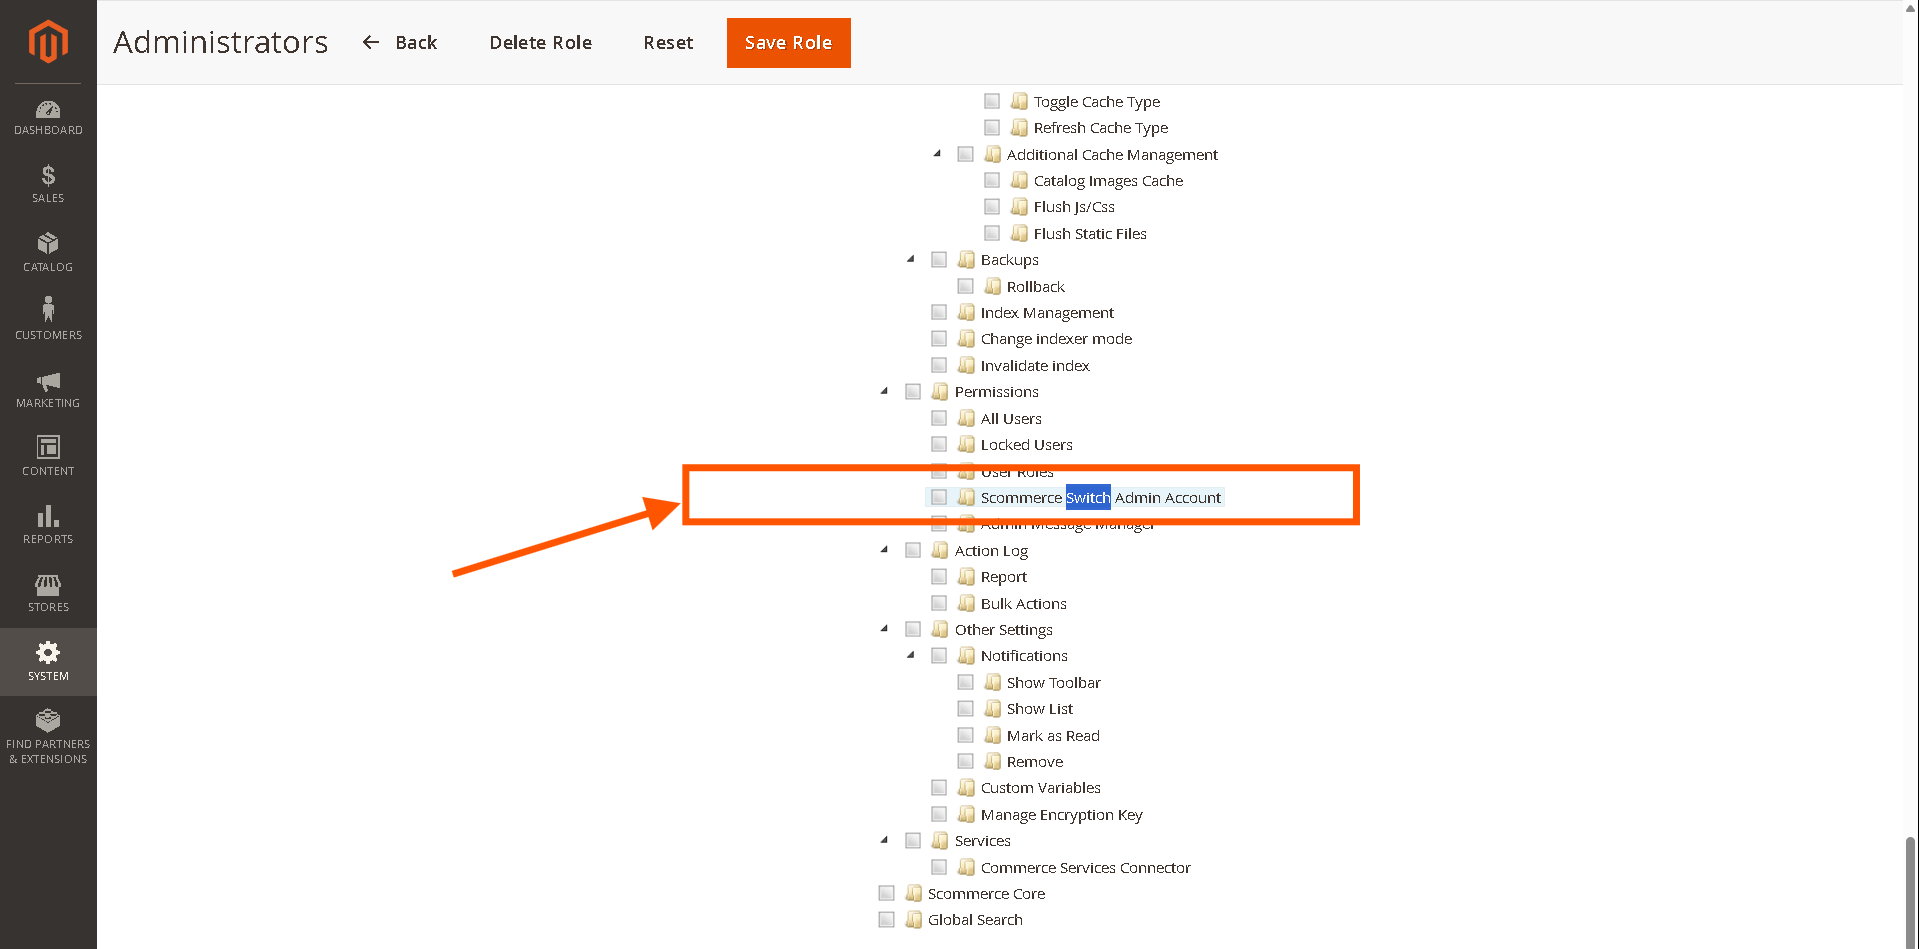 Administrators
Back
Delete Role
Reset
Save Role
DASHBOARD
SALES
CATALOG
CUSTOMERS
MARKETING
CONTENT
REPORTS
STORES
SYSTEM
FIND PARTNERS
& EXTENSIONS
Toggle Cache Type
Refresh Cache Type
Additional Cache Management
Catalog Images Cache
Flush Js/Css
Flush Static Files
Backups
Rollback
Index Management
Change indexer mode
Invalidate index
Permissions
All Users
Locked Users
User Roles
Scommerce Switch Admin Account
Admin Message Manager
Action Log
Report
Bulk Actions
Other Settings
Notifications
Show Toolbar
Show List
Mark as Read
Remove
Custom Variables
Manage Encryption Key
Services
Commerce Services Connector
Scommerce Core
Global Search